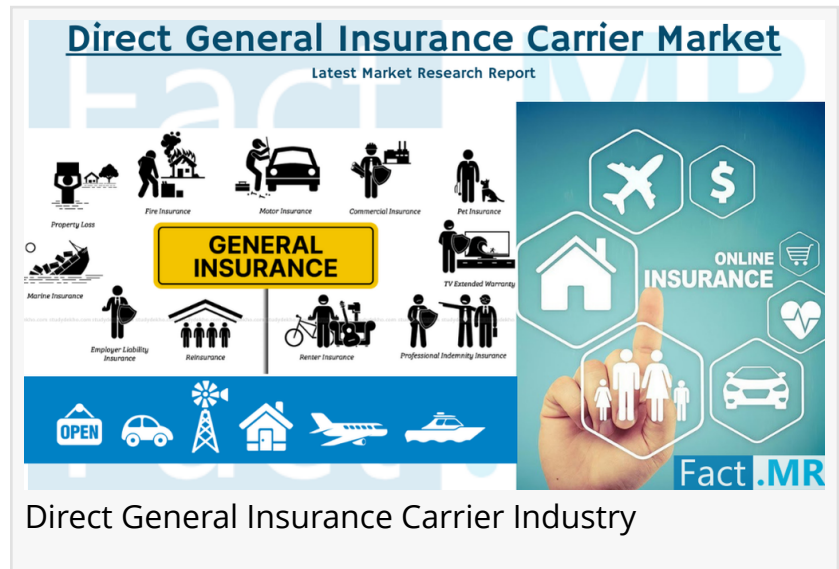 Direct General Insurance Carrier Market
Latest Market Research Report
Property Loss
Fire Insurance
Motor Insurance
Commercial Insurance
Pet Insurance
GENERAL
INSURANCE
Marine Insurance
TV Extended Warranty
Employer Liability
Insurance
Reinsurance
Renter Insurance
Professional Indemnity Insurance
OPEN
$
ONLINE
INSURANCE
Fact .MR
Direct General Insurance Carrier Industry